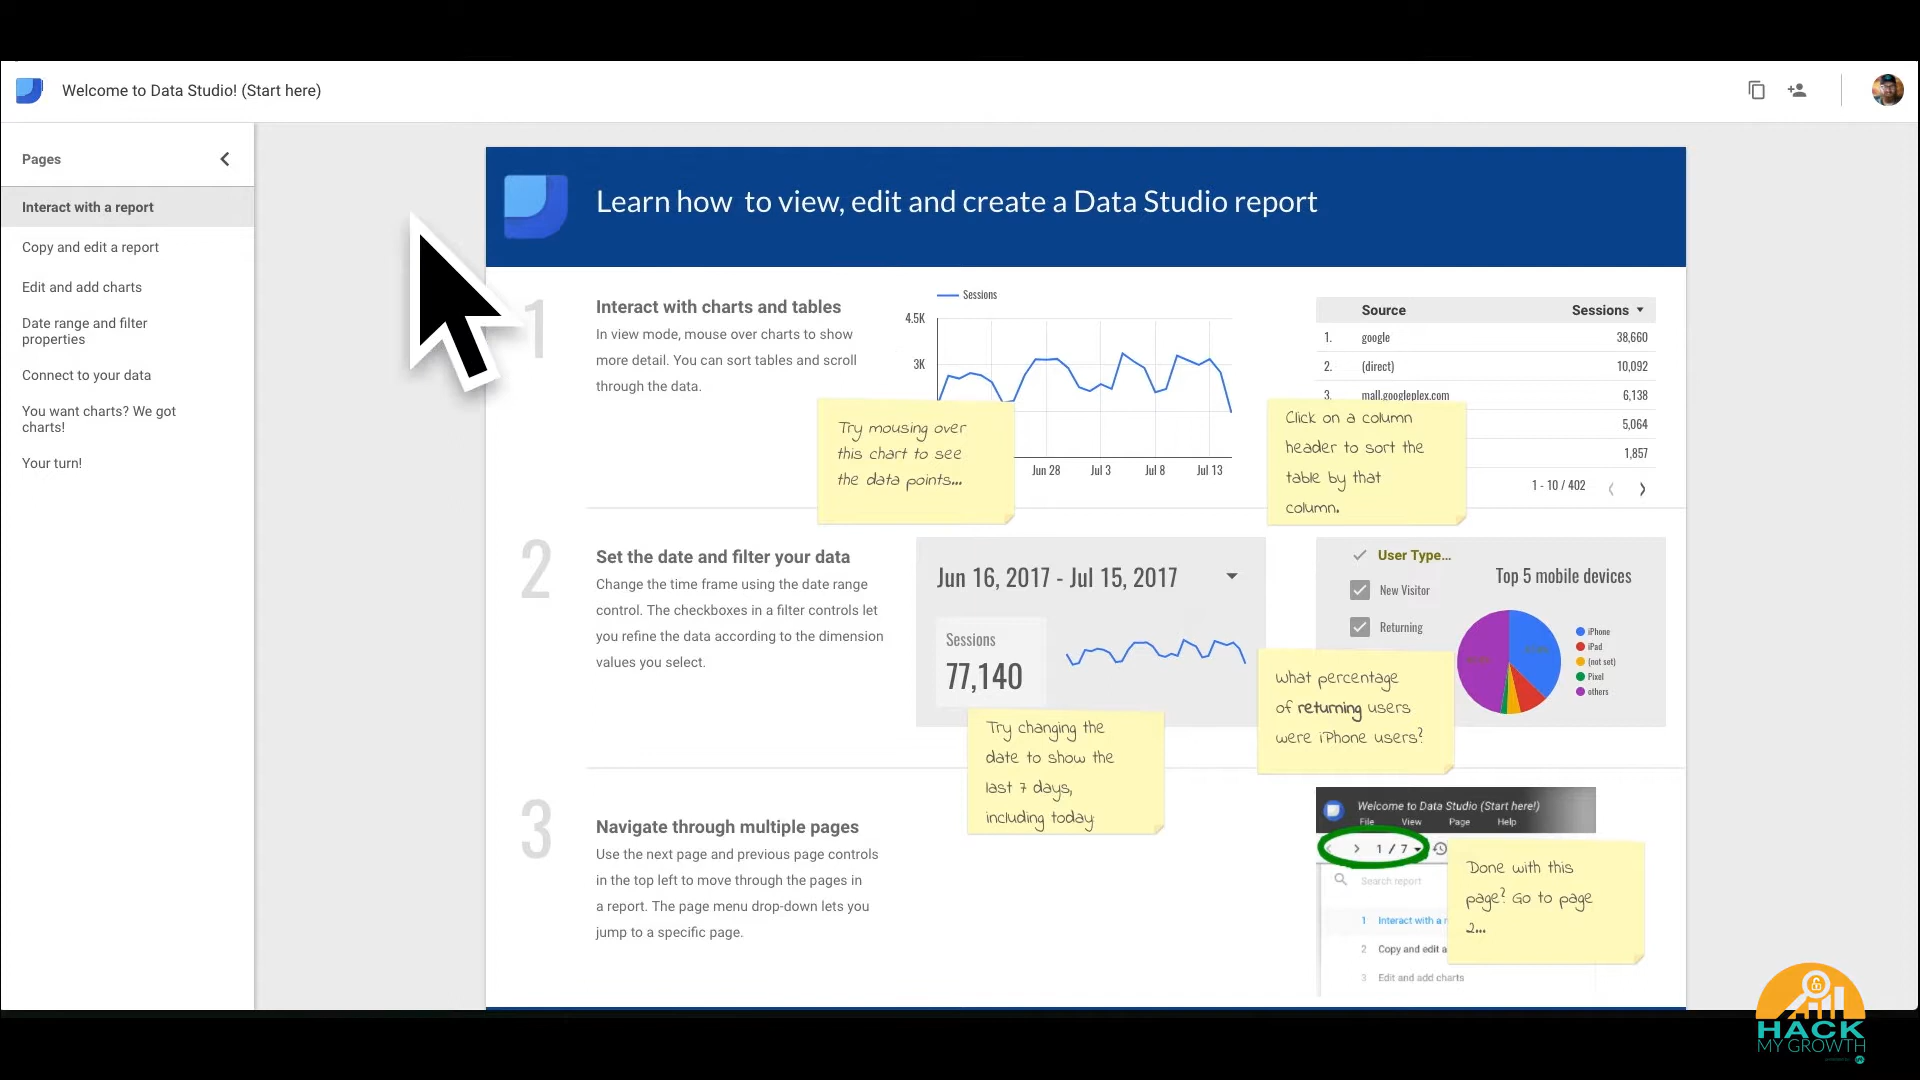 Welcome to Data Studio! (Start here)
Pages
Interact with a report
Copy and edit a report
Edit and add charts
Date range and filter
properties
Connect to your data
You want charts? We got
charts!
Your turn!
Learn how to view, edit and create a Data Studio report
1
Interact with charts and tables
In view mode, mouse over charts to show
more detail. You can sort tables and scroll
through the data.
Sessions
4.5K
3K
Jun 28 Jul 3 Jul 8 Jul 13
Try mousing over
this chart to see
the data points...
Source Sessions
1. google 38,660
2. (direct) 10,092
3. mall.googleplex.com 6,138
5,064
1,857
1 - 10 / 402
Click on a column
header to sort the
table by that
column.
2
Set the date and filter your data
Change the time frame using the date range
control. The checkboxes in a filter controls let
you refine the data according to the dimension
values you select.
Jun 16, 2017 - Jul 15, 2017
Sessions
77,140
Try changing the
date to show the
last 7 days,
including today
User Type...
New Visitor
Returning
Top 5 mobile devices
iPhone
iPad
(not set)
Pixel
others
What percentage
of returning users
were iPhone users?
3
Navigate through multiple pages
Use the next page and previous page controls
in the top left to move through the pages in
a report. The page menu drop-down lets you
jump to a specific page.
Welcome to Data Studio (Start here!)
File View Page Help
1 / 7
Search report
1 Interact with a r
2 Copy and edit a
3 Edit and add charts
Done with this
page? Go to page
2...
HACK
MY GROWTH